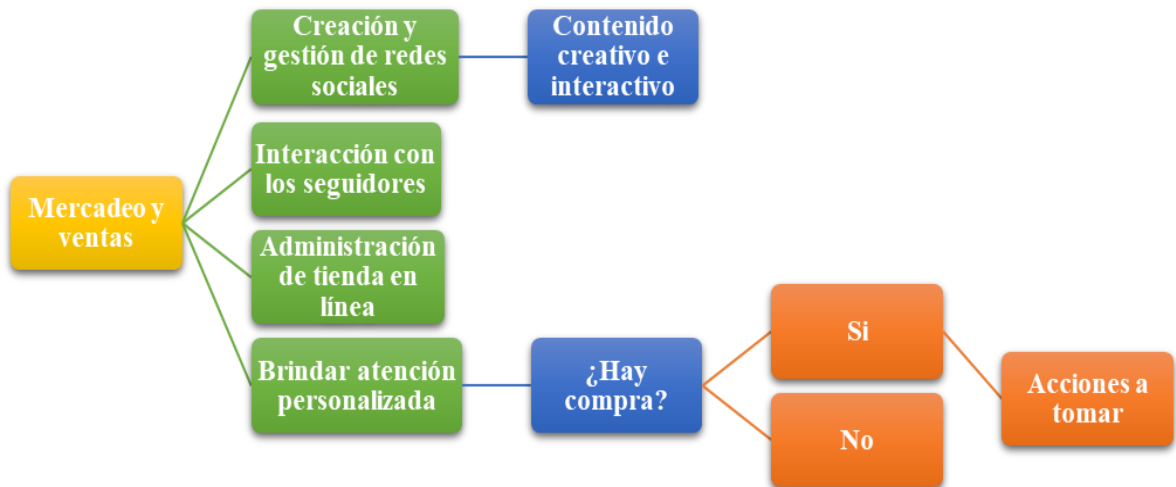 Creación y
gestión de redes
sociales
Contenido
creativo e
interactivo
Interacción con
los seguidores
Mercadeo y
ventas
Administración
de tienda en
línea
Brindar atención
personalizada
¿Hay
compra?
Si
No
Acciones a
tomar